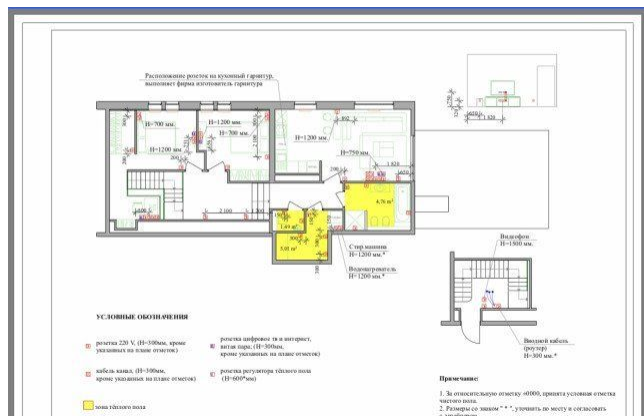 Расположение розеток на кухонный гарнитур,
выполняет фирма изготовитель гарнитура
H=700 мм.
H=1200 мм.
H=700 мм.
H=1200 мм.
H=1200 мм.
H=750 мм.
4,76 m²
1,49 m²
5,01 m²
Стир.машина
H=1200 мм.*
Водонагреватель
H=1200 мм.*
Видеофон
H=1500 мм.
Вводной кабель
(роутер)
H=300 мм.*
УСЛОВНЫЕ ОБОЗНАЧЕНИЯ
розетка 220 V, (H=300мм, кроме
указанных на плане отметок)
розетка цифровое тв и интернет,
витая пара; (H=300мм,
кроме указанных на плане отметок)
кабель канал, (H=300мм,
кроме указанных на плане отметок)
розетка регулятора тёплого пола
(H=600*мм)
зона тёплого пола
Примечание:
1. За относительную отметку ±0000, принята условная отметка
чистого пола.
2. Размеры со знаком " * ", уточнить по месту и согласовать